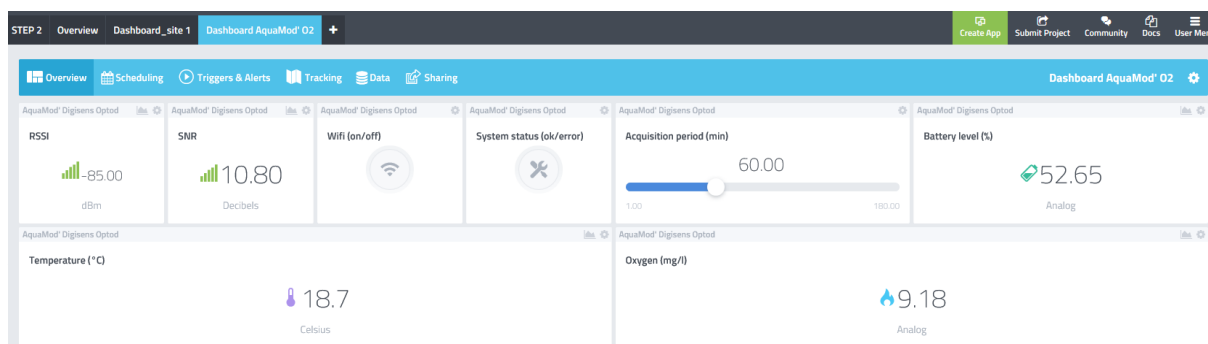 STEP 2 Overview Dashboard_site 1 Dashboard AquaMod' O2 +
Create App Submit Project Community Docs User Men
Overview Scheduling Triggers & Alerts Tracking Data Sharing Dashboard AquaMod' O2
AquaMod' Digisens Optod AquaMod' Digisens Optod AquaMod' Digisens Optod AquaMod' Digisens Optod AquaMod' Digisens Optod AquaMod' Digisens Optod
RSSI SNR Wifi (on/off) System status (ok/error) Acquisition period (min) Battery level (%)
-85.00 10.80 60.00 52.65
1.00 180.00
dBm Decibels Analog
AquaMod' Digisens Optod AquaMod' Digisens Optod
Temperature (°C) Oxygen (mg/l)
18.7 9.18
Celsius Analog